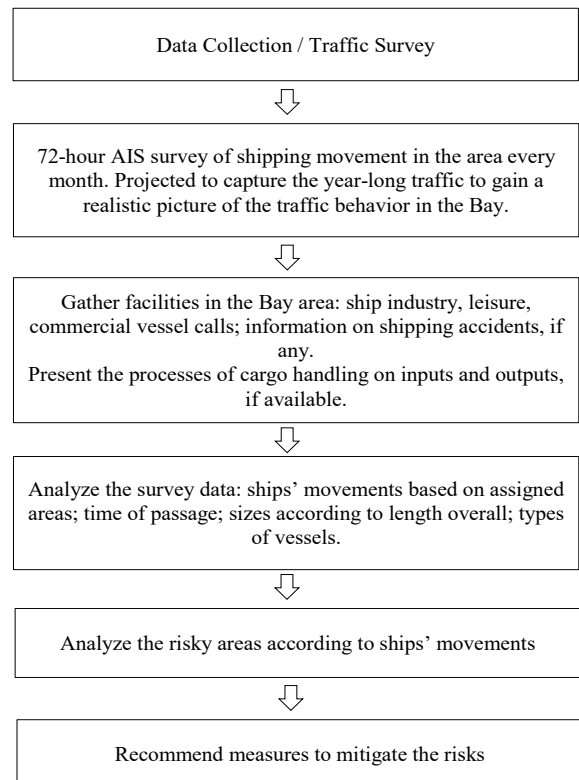 Data Collection / Traffic Survey
72-hour AIS survey of shipping movement in the area every
month. Projected to capture the year-long traffic to gain a
realistic picture of the traffic behavior in the Bay.
Gather facilities in the Bay area: ship industry, leisure,
commercial vessel calls; information on shipping accidents, if
any.
Present the processes of cargo handling on inputs and outputs,
if available.
Analyze the survey data: ships’ movements based on assigned
areas; time of passage; sizes according to length overall; types
of vessels.
Analyze the risky areas according to ships’ movements
Recommend measures to mitigate the risks